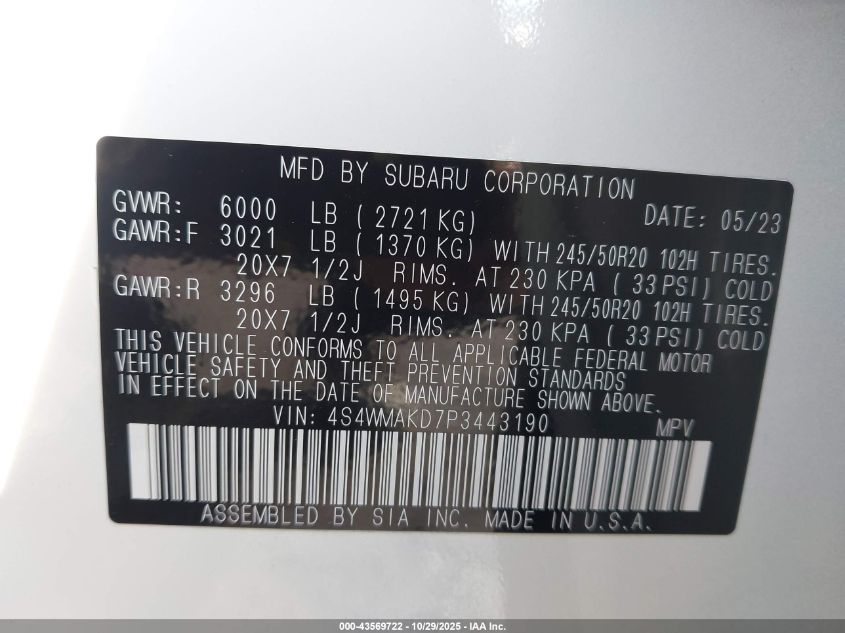 MFD BY SUBARU CORPORATION
GVWR: 6000 LB ( 2721 KG) DATE: 05/23
GAWR:F 3021 LB ( 1370 KG) WITH 245/50R20 102H TIRES.
20X7 1/2J RIMS. AT 230 KPA ( 33 PSI) COLD
GAWR:R 3296 LB ( 1495 KG) WITH 245/50R20 102H TIRES.
20X7 1/2J RIMS. AT 230 KPA ( 33 PSI) COLD
THIS VEHICLE CONFORMS TO ALL APPLICABLE FEDERAL MOTOR
VEHICLE SAFETY AND THEFT PREVENTION STANDARDS
IN EFFECT ON THE DATE OF MANUFACTURE SHOWN ABOVE.
VIN: 4S4WMAKD7P3443190 MPV
ASSEMBLED BY SIA INC. MADE IN U.S.A.
000-43569722 - 10/29/2025 - IAA Inc.